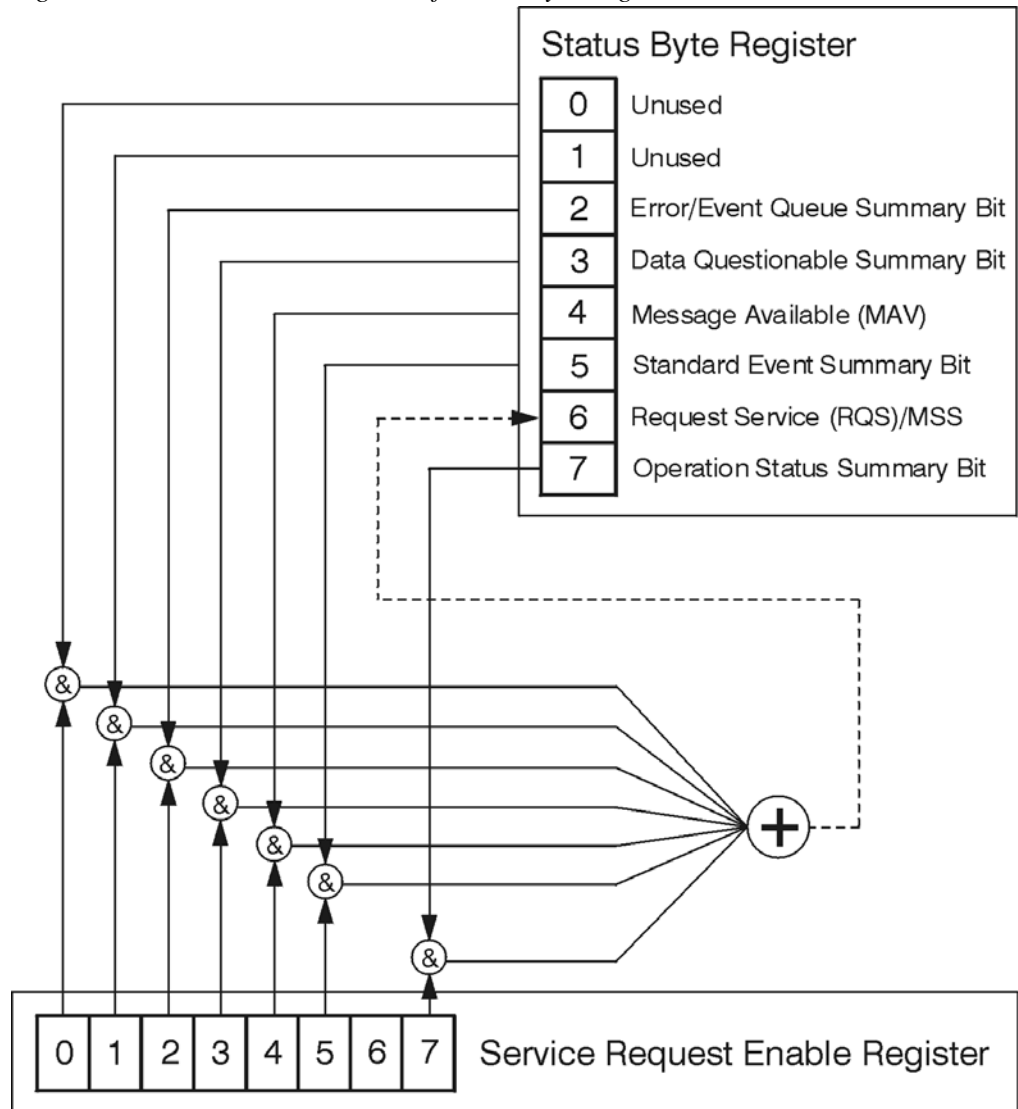 Status Byte Register
0 Unused
1 Unused
2 Error/Event Queue Summary Bit
3 Data Questionable Summary Bit
4 Message Available (MAV)
5 Standard Event Summary Bit
6 Request Service (RQS)/MSS
7 Operation Status Summary Bit
&
&
&
&
&
&
+
&
0 1 2 3 4 5 6 7 Service Request Enable Register